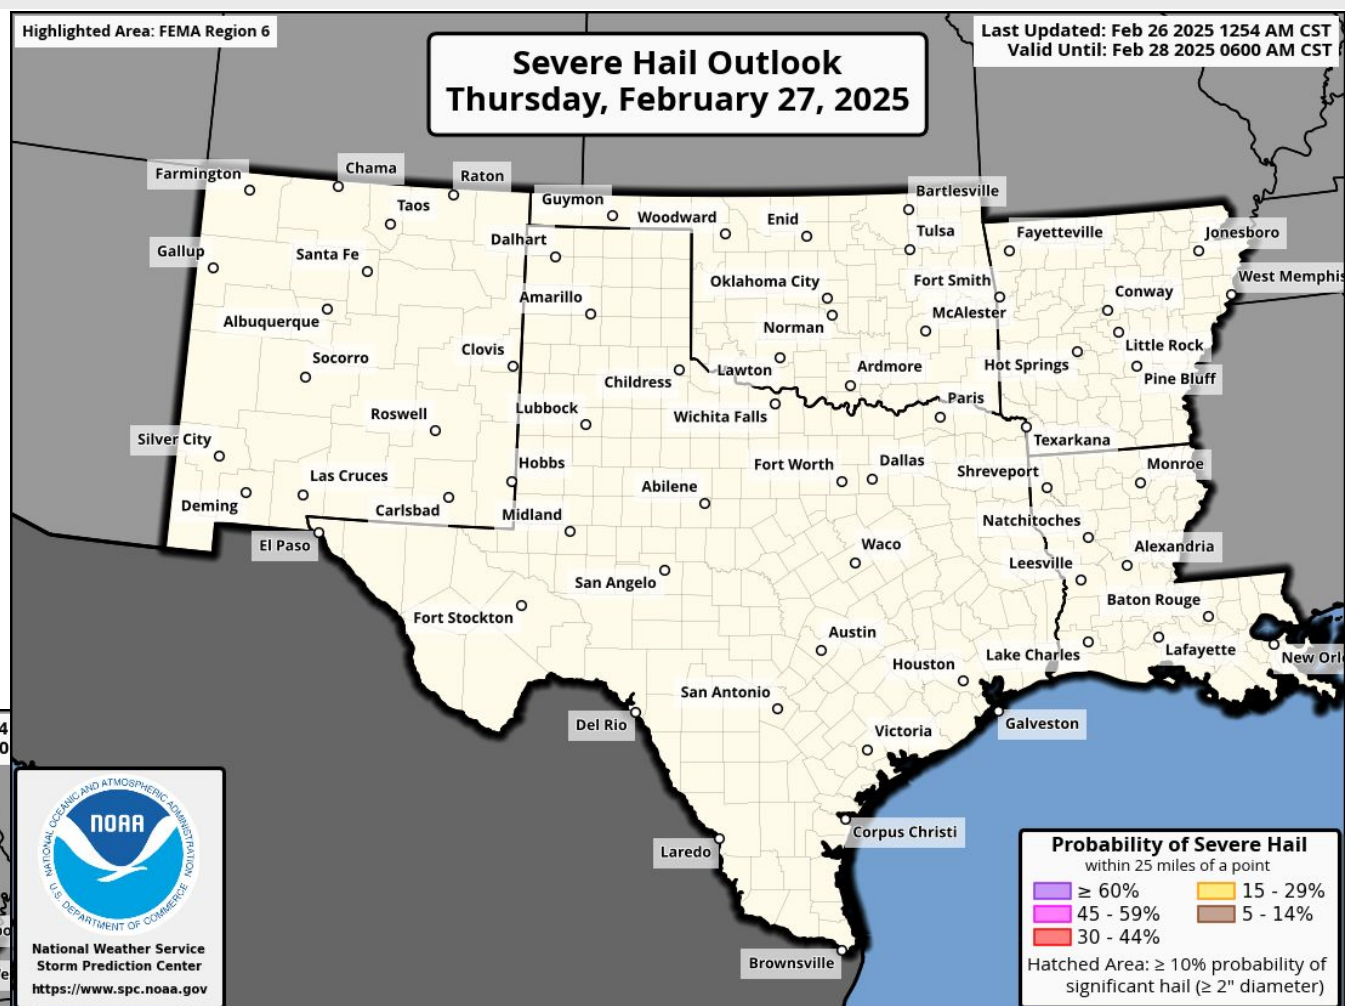 Highlighted Area: FEMA Region 6
Last Updated: Feb 26 2025 1254 AM CST
Valid Until: Feb 28 2025 0600 AM CST
Severe Hail Outlook
Thursday, February 27, 2025
Farmington
Chama
Raton
Taos
Guymon
Woodward
Enid
Bartlesville
Tulsa
Fayetteville
Jonesboro
Gallup
Santa Fe
Dalhart
Oklahoma City
Fort Smith
West Memphis
Albuquerque
Amarillo
Norman
McAlester
Conway
Little Rock
Socorro
Clovis
Childress
Lawton
Ardmore
Hot Springs
Pine Bluff
Roswell
Lubbock
Wichita Falls
Paris
Silver City
Texarkana
Las Cruces
Hobbs
Abilene
Fort Worth
Dallas
Shreveport
Monroe
Deming
Carlsbad
Midland
Natchitoches
El Paso
San Angelo
Waco
Leesville
Alexandria
Fort Stockton
Baton Rouge
Austin
Houston
Lake Charles
Lafayette
New Orl
San Antonio
Del Rio
Victoria
Galveston
4
0
Laredo
Corpus Christi
Brownsville
NATIONAL OCEANIC AND ATMOSPHERIC ADMINISTRATION
NOAA
U.S. DEPARTMENT OF COMMERCE
National Weather Service
Storm Prediction Center
https://www.spc.noaa.gov
Probability of Severe Hail
within 25 miles of a point
≥ 60%
15 - 29%
45 - 59%
5 - 14%
30 - 44%
Hatched Area: ≥ 10% probability of
significant hail (≥ 2" diameter)